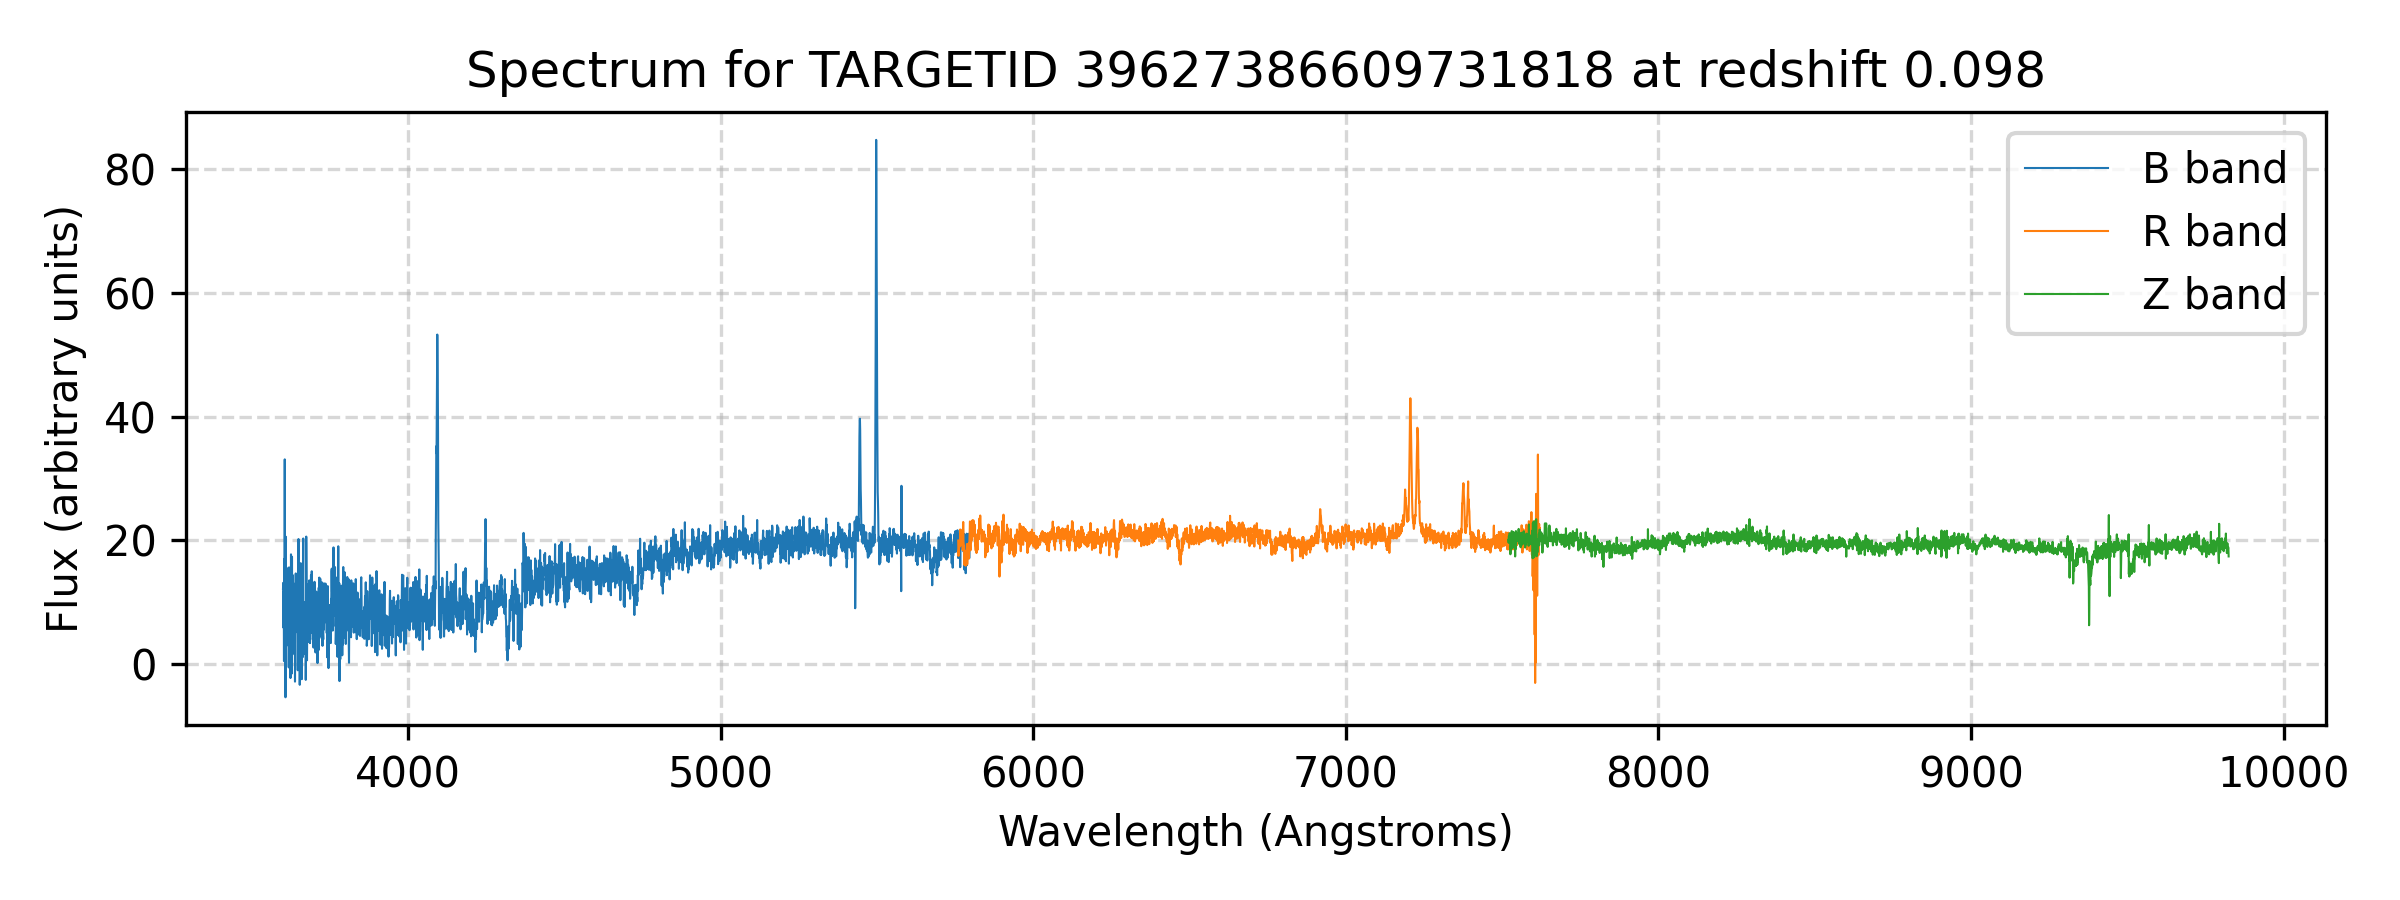 Spectrum for TARGETID 39627386609731818 at redshift 0.098
Flux (arbitrary units)
80
60
40
20
0
B band
R band
Z band
4000 5000 6000 7000 8000 9000 10000
Wavelength (Angstroms)